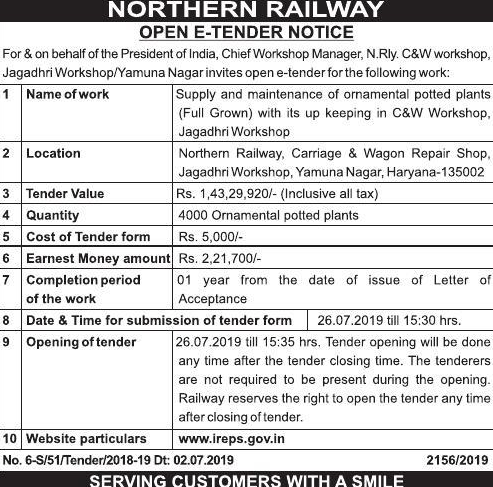 NORTHERN RAILWAY
OPEN E-TENDER NOTICE
For & on behalf of the President of India, Chief Workshop Manager, N.Rly. C&W workshop,
Jagadhri Workshop/Yamuna Nagar invites open e-tender for the following work:
1 Name of work Supply and maintenance of ornamental potted plants
(Full Grown) with its up keeping in C&W Workshop,
Jagadhri Workshop
2 Location Northern Railway, Carriage & Wagon Repair Shop,
Jagadhri Workshop, Yamuna Nagar, Haryana-135002
3 Tender Value Rs. 1,43,29,920/- (Inclusive all tax)
4 Quantity 4000 Ornamental potted plants
5 Cost of Tender form Rs. 5,000/-
6 Earnest Money amount Rs. 2,21,700/-
7 Completion period 01 year from the date of issue of Letter of
of the work Acceptance
8 Date & Time for submission of tender form 26.07.2019 till 15:30 hrs.
9 Opening of tender 26.07.2019 till 15:35 hrs. Tender opening will be done
any time after the tender closing time. The tenderers
are not required to be present during the opening.
Railway reserves the right to open the tender any time
after closing of tender.
10 Website particulars www.ireps.gov.in
No. 6-S/51/Tender/2018-19 Dt: 02.07.2019 2156/2019
SERVING CUSTOMERS WITH A SMILE